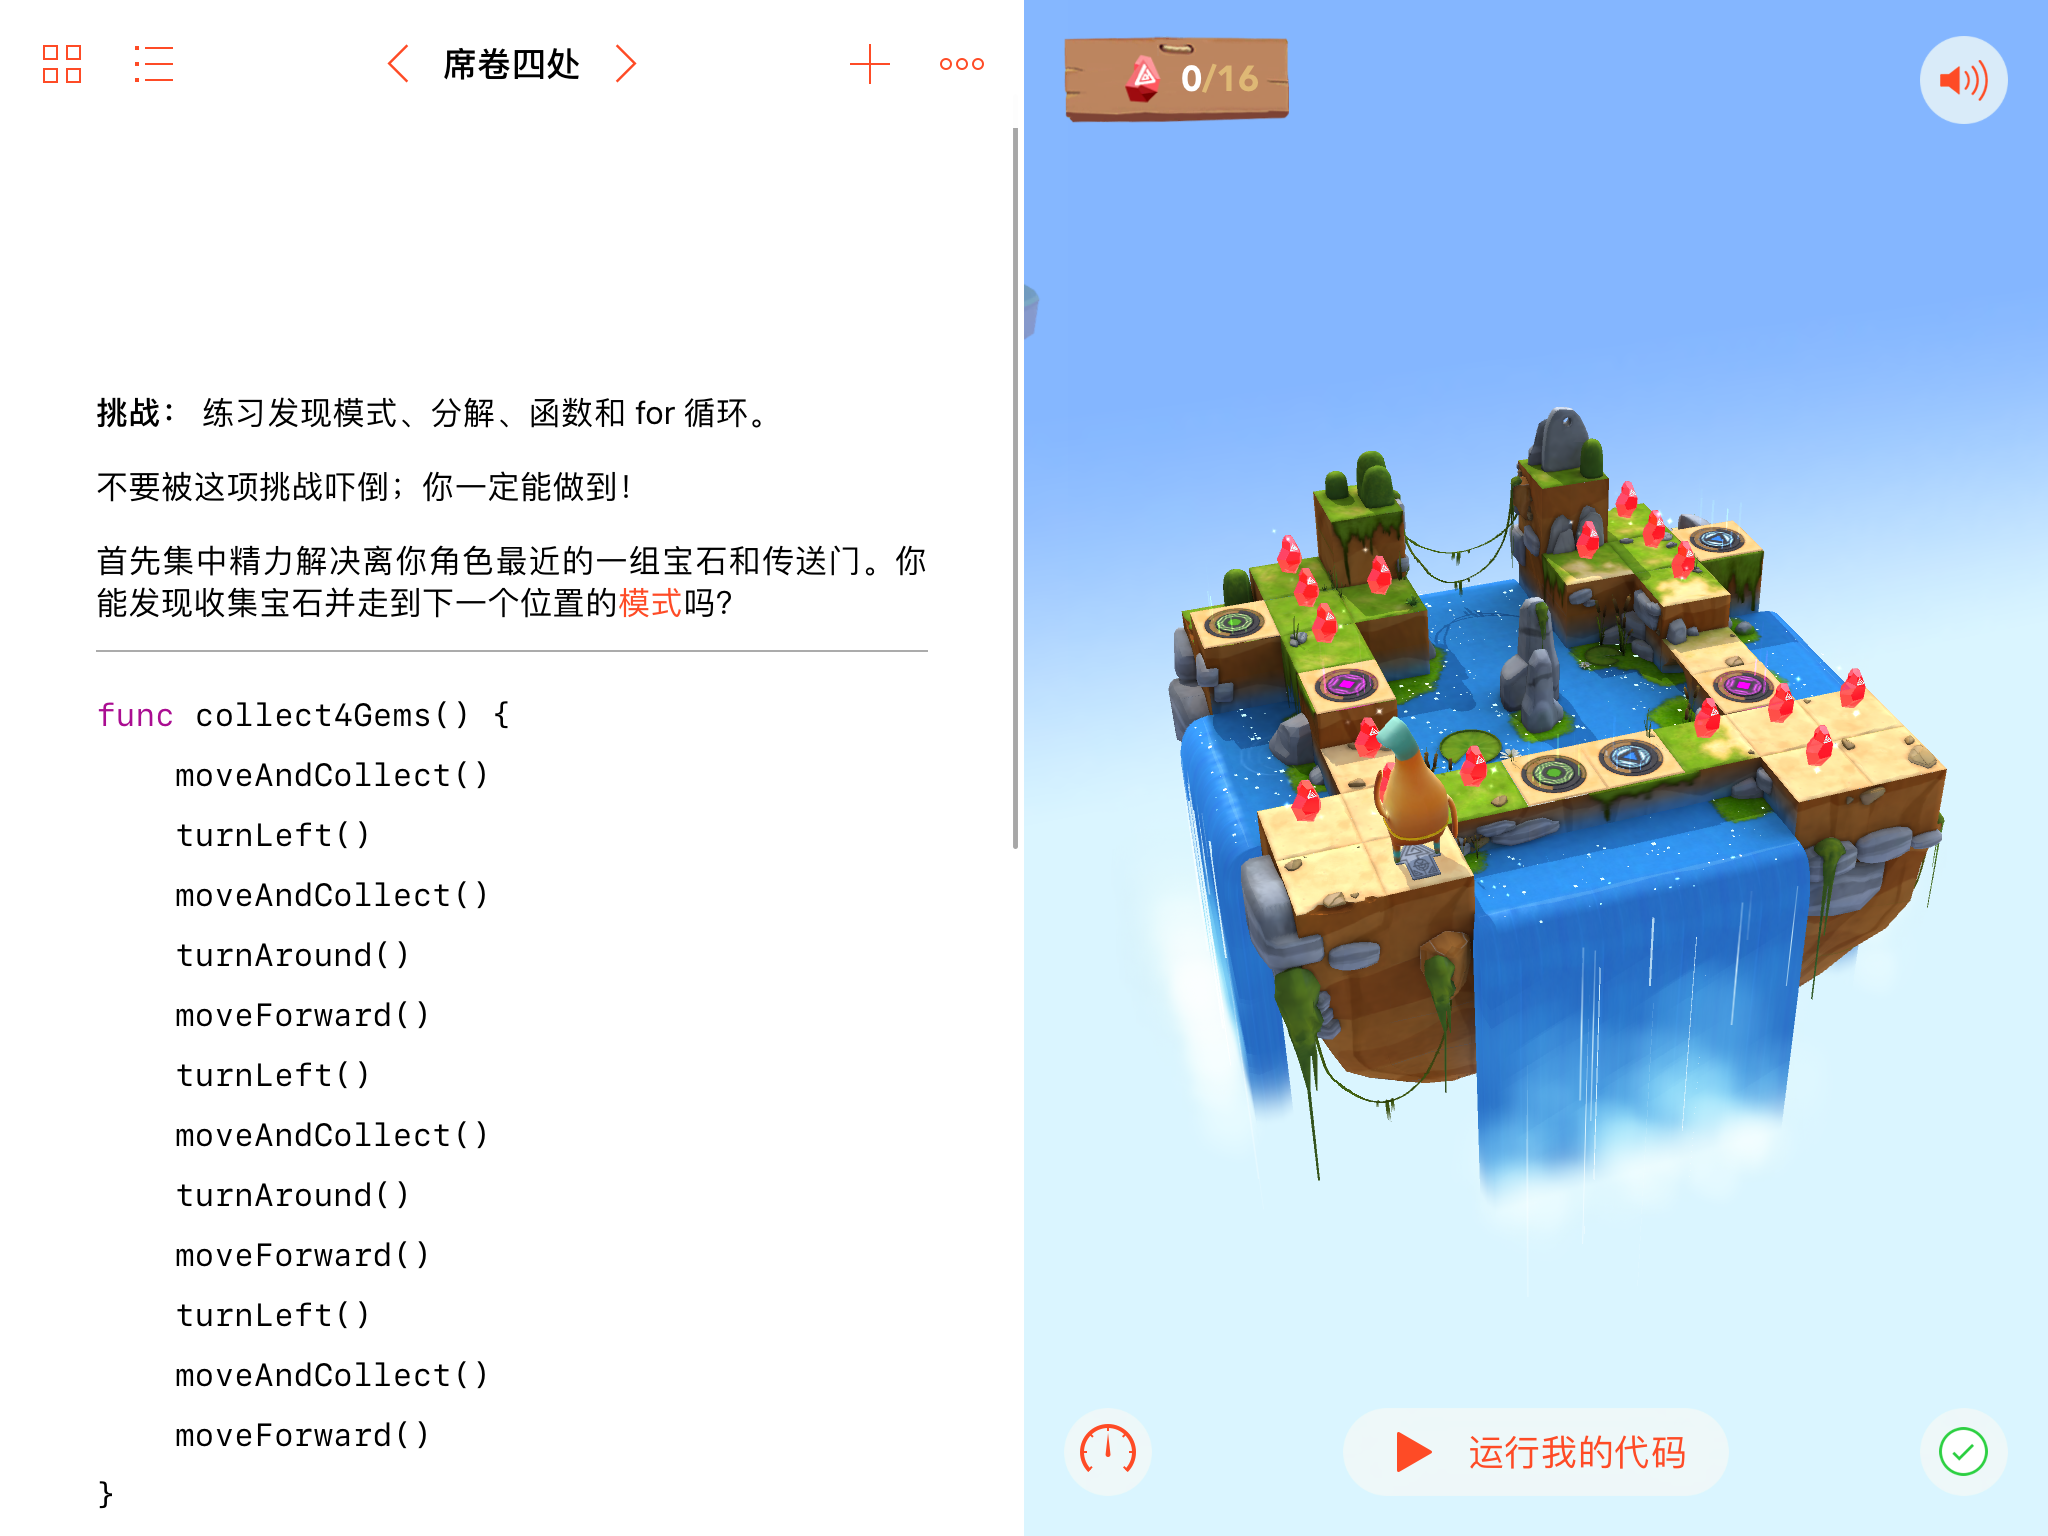 席卷四处
挑战： 练习发现模式、分解、函数和 for 循环。
不要被这项挑战吓倒；你一定能做到！
首先集中精力解决离你角色最近的一组宝石和传送门。你
能发现收集宝石并走到下一个位置的模式吗？
func collect4Gems() {
moveAndCollect()
turnLeft()
moveAndCollect()
turnAround()
moveForward()
turnLeft()
moveAndCollect()
turnAround()
moveForward()
turnLeft()
moveAndCollect()
moveForward()
}
0/16
运行我的代码